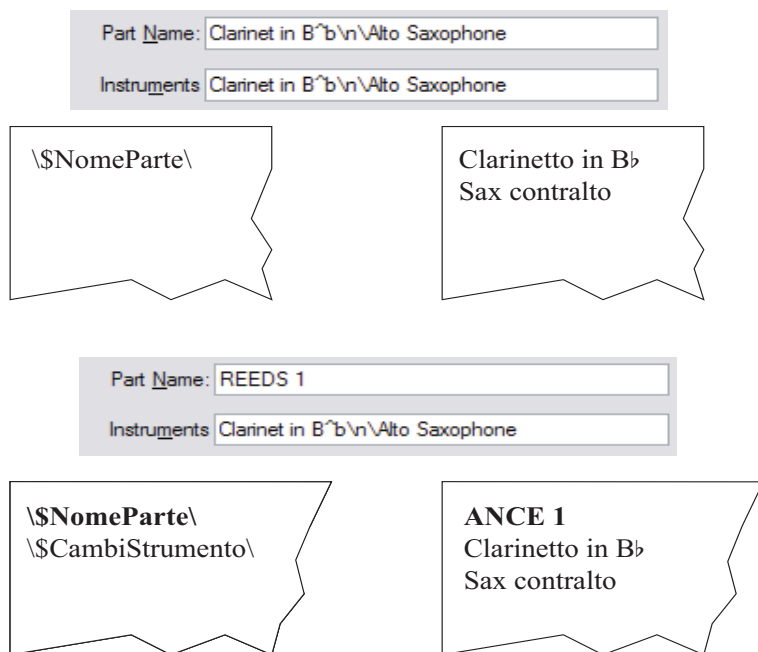 Part Name: Clarinet in B^b\n\Alto Saxophone
Instruments Clarinet in B^b\n\Alto Saxophone
\$NomeParte\
Clarinetto in B♭
Sax contralto
Part Name: REEDS 1
Instruments Clarinet in B^b\n\Alto Saxophone
\$NomeParte\
\$CambiStrumento\
ANCE 1
Clarinetto in B♭
Sax contralto